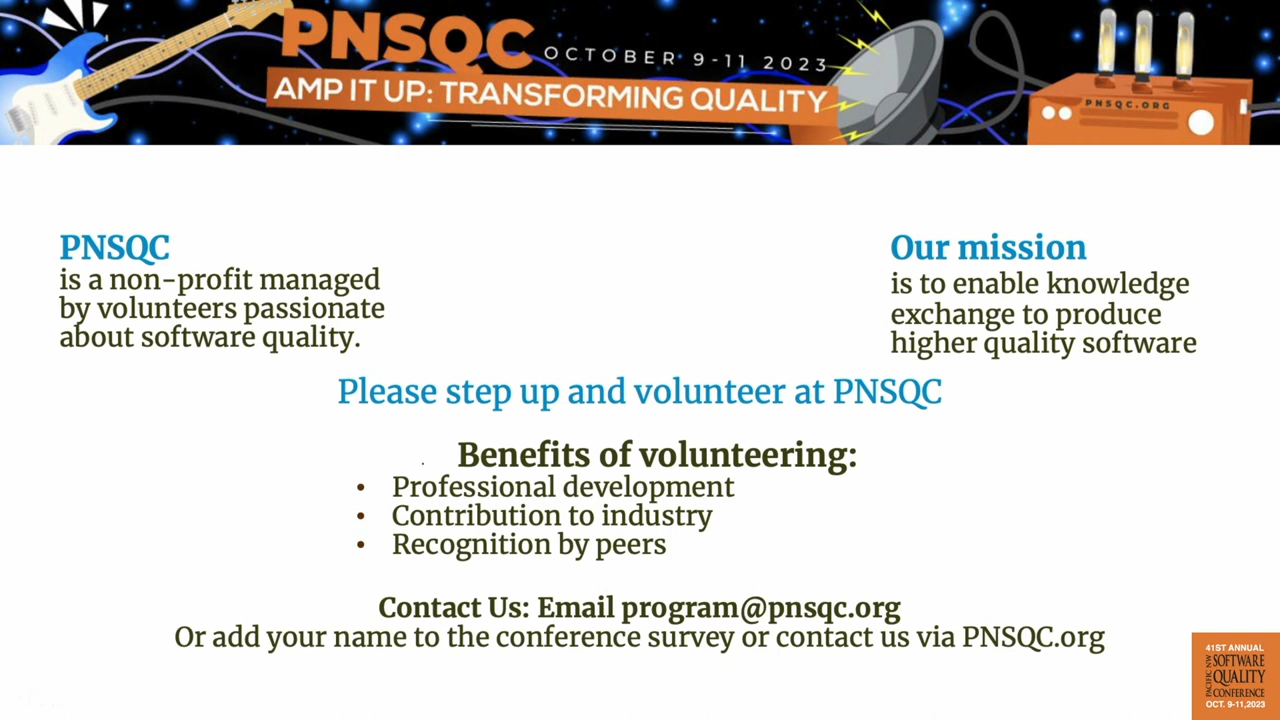 PNSQC
OCTOBER 9-11 2023
AMP IT UP: TRANSFORMING QUALITY
PNSQC.ORG
PNSQC
is a non-profit managed
by volunteers passionate
about software quality.
Our mission
is to enable knowledge
exchange to produce
higher quality software
Please step up and volunteer at PNSQC
Benefits of volunteering:
• Professional development
• Contribution to industry
• Recognition by peers
Contact Us: Email program@pnsqc.org
Or add your name to the conference survey or contact us via PNSQC.org
41ST ANNUAL
PACIFIC NW
SOFTWARE
QUALITY
CONFERENCE
OCT. 9-11,2023